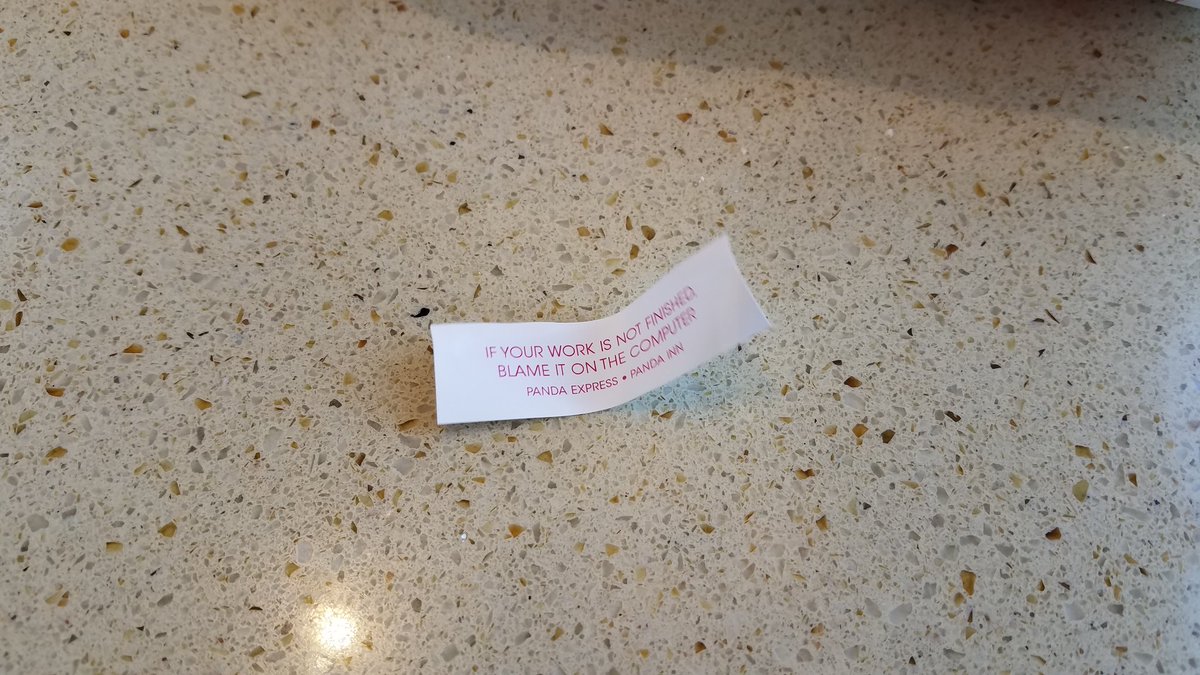 IF YOUR WORK IS NOT FINISHED,
BLAME IT ON THE COMPUTER
PANDA EXPRESS • PANDA INN